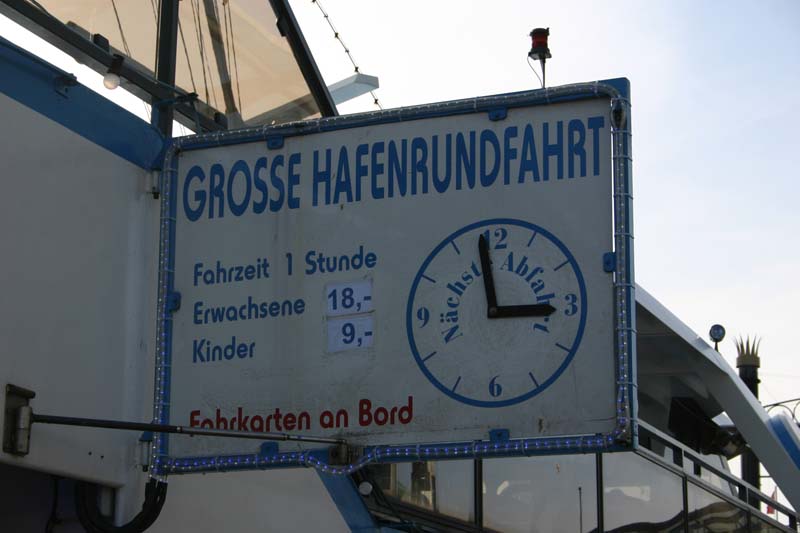 GROSSE HAFENRUNDFAHRT
Fahrzeit 1 Stunde
Erwachsene 18,-
Kinder 9,-
Fahrkarten an Bord
12
Nächste Abfahrt
9
3
6